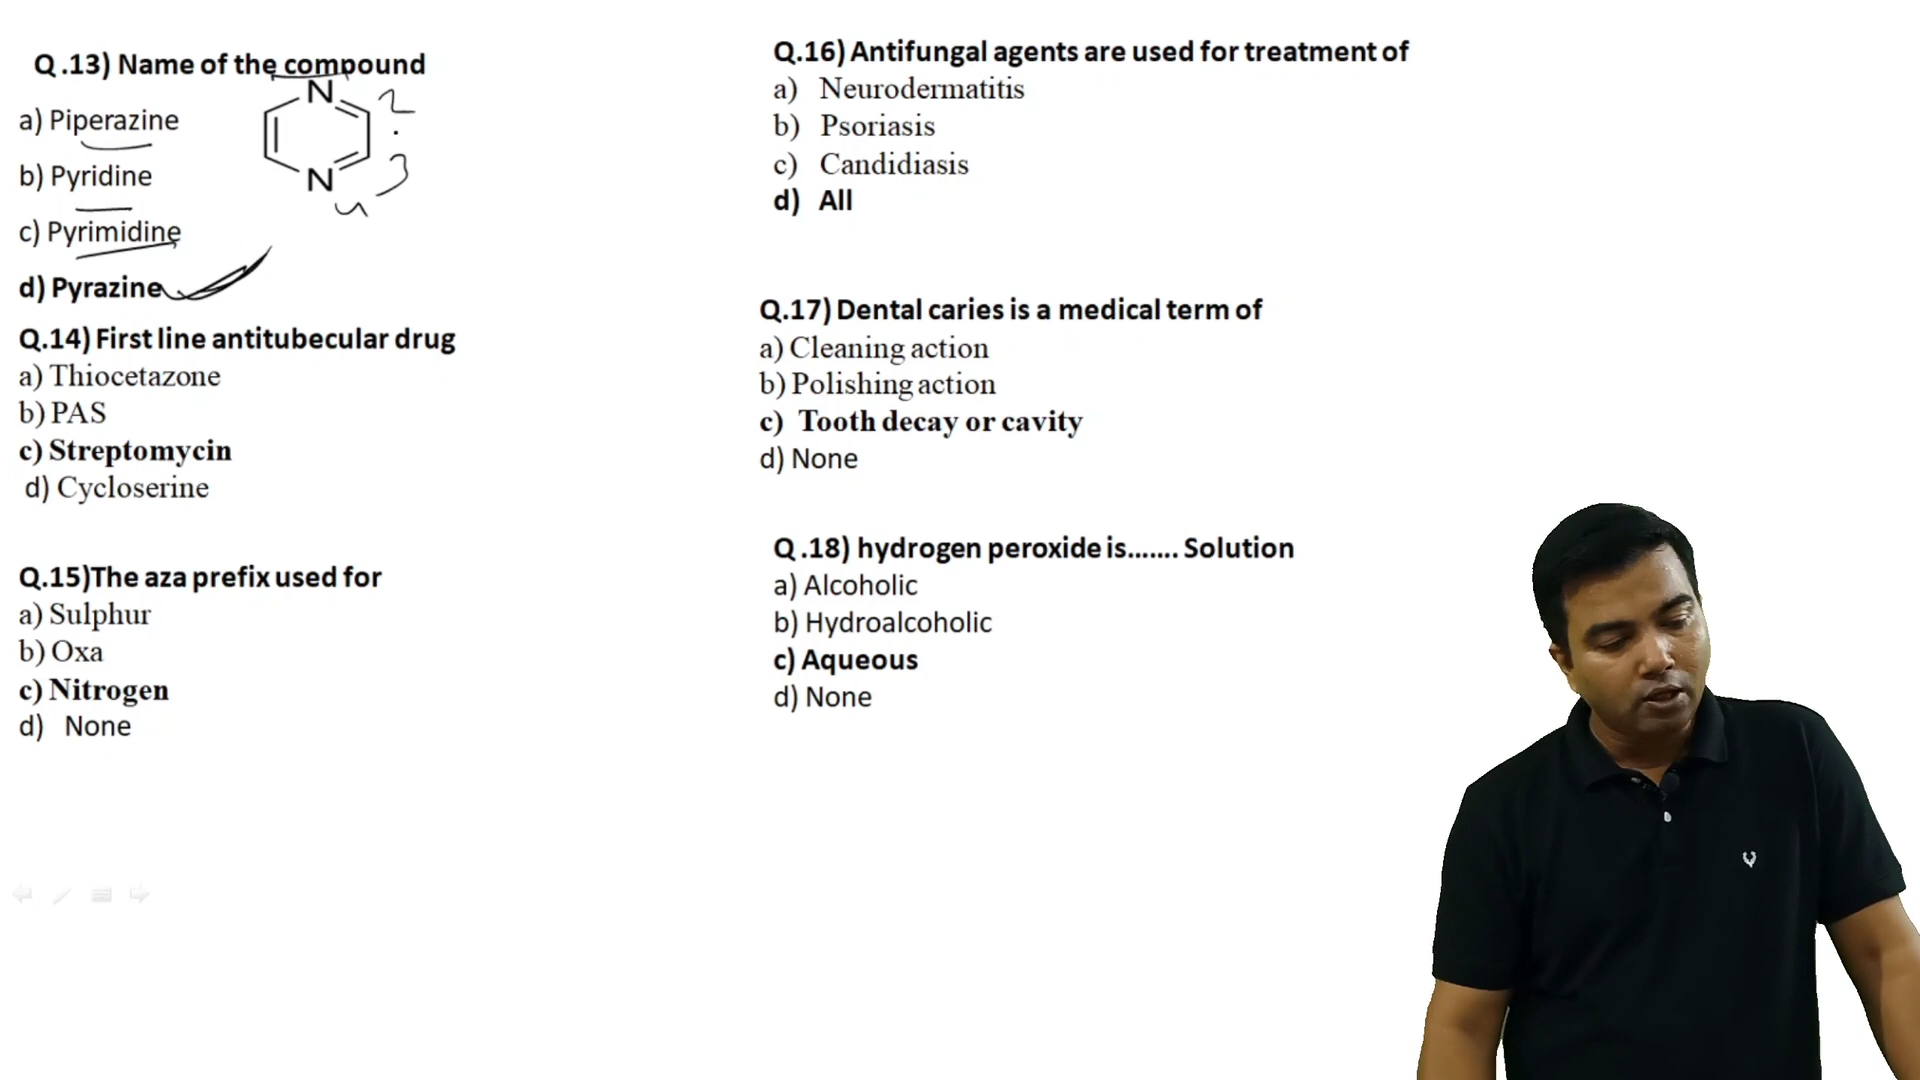 Q.13) Name of the compound
N
2
a) Piperazine
3
b) Pyridine
N
4
c) Pyrimidine
d) Pyrazine
Q.14) First line antitubecular drug
a) Thiocetazone
b) PAS
c) Streptomycin
d) Cycloserine
Q.15)The aza prefix used for
a) Sulphur
b) Oxa
c) Nitrogen
d) None
Q.16) Antifungal agents are used for treatment of
a) Neurodermatitis
b) Psoriasis
c) Candidiasis
d) All
Q.17) Dental caries is a medical term of
a) Cleaning action
b) Polishing action
c) Tooth decay or cavity
d) None
Q.18) hydrogen peroxide is....... Solution
a) Alcoholic
b) Hydroalcoholic
c) Aqueous
d) None